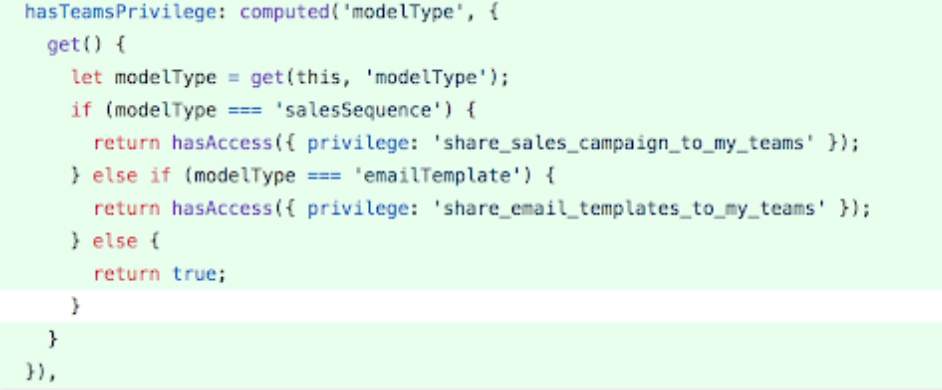 hasTeamsPrivilege: computed('modelType', {
  get() {
    let modelType = get(this, 'modelType');
    if (modelType === 'salesSequence') {
      return hasAccess({ privilege: 'share_sales_campaign_to_my_teams' });
    } else if (modelType === 'emailTemplate') {
      return hasAccess({ privilege: 'share_email_templates_to_my_teams' });
    } else {
      return true;
    }
  }
}),